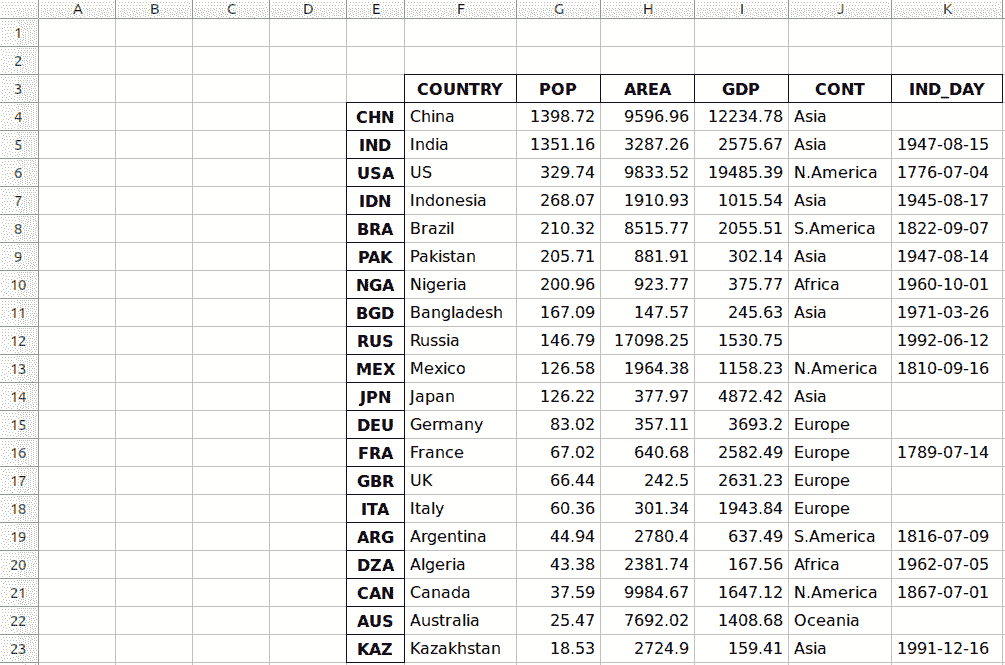 A B C D E F G H I J K
1
2
3 COUNTRY POP AREA GDP CONT IND_DAY
4 CHN China 1398.72 9596.96 12234.78 Asia
5 IND India 1351.16 3287.26 2575.67 Asia 1947-08-15
6 USA US 329.74 9833.52 19485.39 N.America 1776-07-04
7 IDN Indonesia 268.07 1910.93 1015.54 Asia 1945-08-17
8 BRA Brazil 210.32 8515.77 2055.51 S.America 1822-09-07
9 PAK Pakistan 205.71 881.91 302.14 Asia 1947-08-14
10 NGA Nigeria 200.96 923.77 375.77 Africa 1960-10-01
11 BGD Bangladesh 167.09 147.57 245.63 Asia 1971-03-26
12 RUS Russia 146.79 17098.25 1530.75 1992-06-12
13 MEX Mexico 126.58 1964.38 1158.23 N.America 1810-09-16
14 JPN Japan 126.22 377.97 4872.42 Asia
15 DEU Germany 83.02 357.11 3693.2 Europe
16 FRA France 67.02 640.68 2582.49 Europe 1789-07-14
17 GBR UK 66.44 242.5 2631.23 Europe
18 ITA Italy 60.36 301.34 1943.84 Europe
19 ARG Argentina 44.94 2780.4 637.49 S.America 1816-07-09
20 DZA Algeria 43.38 2381.74 167.56 Africa 1962-07-05
21 CAN Canada 37.59 9984.67 1647.12 N.America 1867-07-01
22 AUS Australia 25.47 7692.02 1408.68 Oceania
23 KAZ Kazakhstan 18.53 2724.9 159.41 Asia 1991-12-16